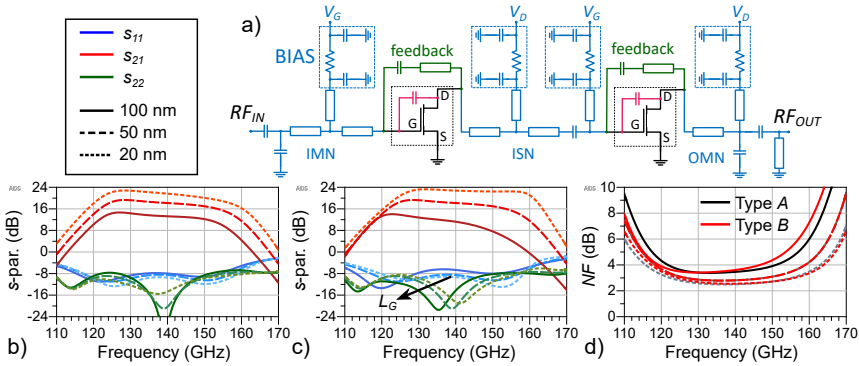 a)
s11
s21
s22
100 nm
50 nm
20 nm
VG
VD
VG
VD
BIAS
feedback
feedback
RFIN
RFOUT
D
G
S
D
G
S
IMN
ISN
OMN
ADS
24
16
8
0
-8
-16
-24
s-par. (dB)
110 120 130 140 150 160 170
Frequency (GHz)
b)
ADS
24
16
8
0
-8
-16
-24
s-par. (dB)
LG
110 120 130 140 150 160 170
Frequency (GHz)
c)
ADS
10
8
6
4
2
0
NF (dB)
Type A
Type B
110 120 130 140 150 160 170
Frequency (GHz)
d)